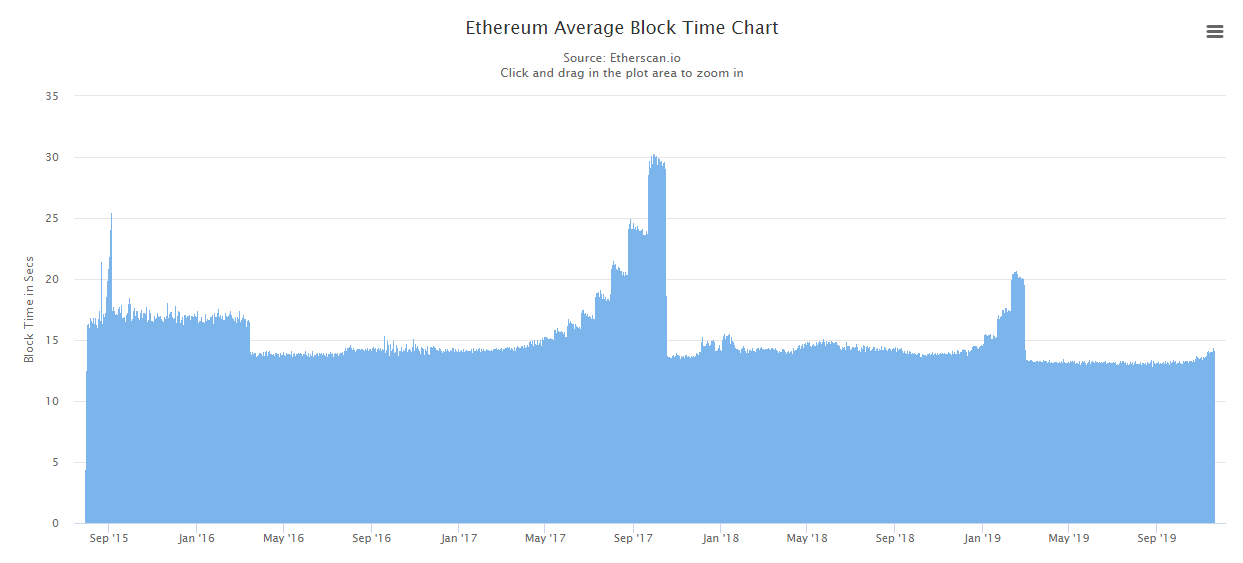 Ethereum Average Block Time Chart
Source: Etherscan.io
Click and drag in the plot area to zoom in
35
30
25
20
15
10
5
0
Block Time in Secs
Sep '15 Jan '16 May '16 Sep '16 Jan '17 May '17 Sep '17 Jan '18 May '18 Sep '18 Jan '19 May '19 Sep '19